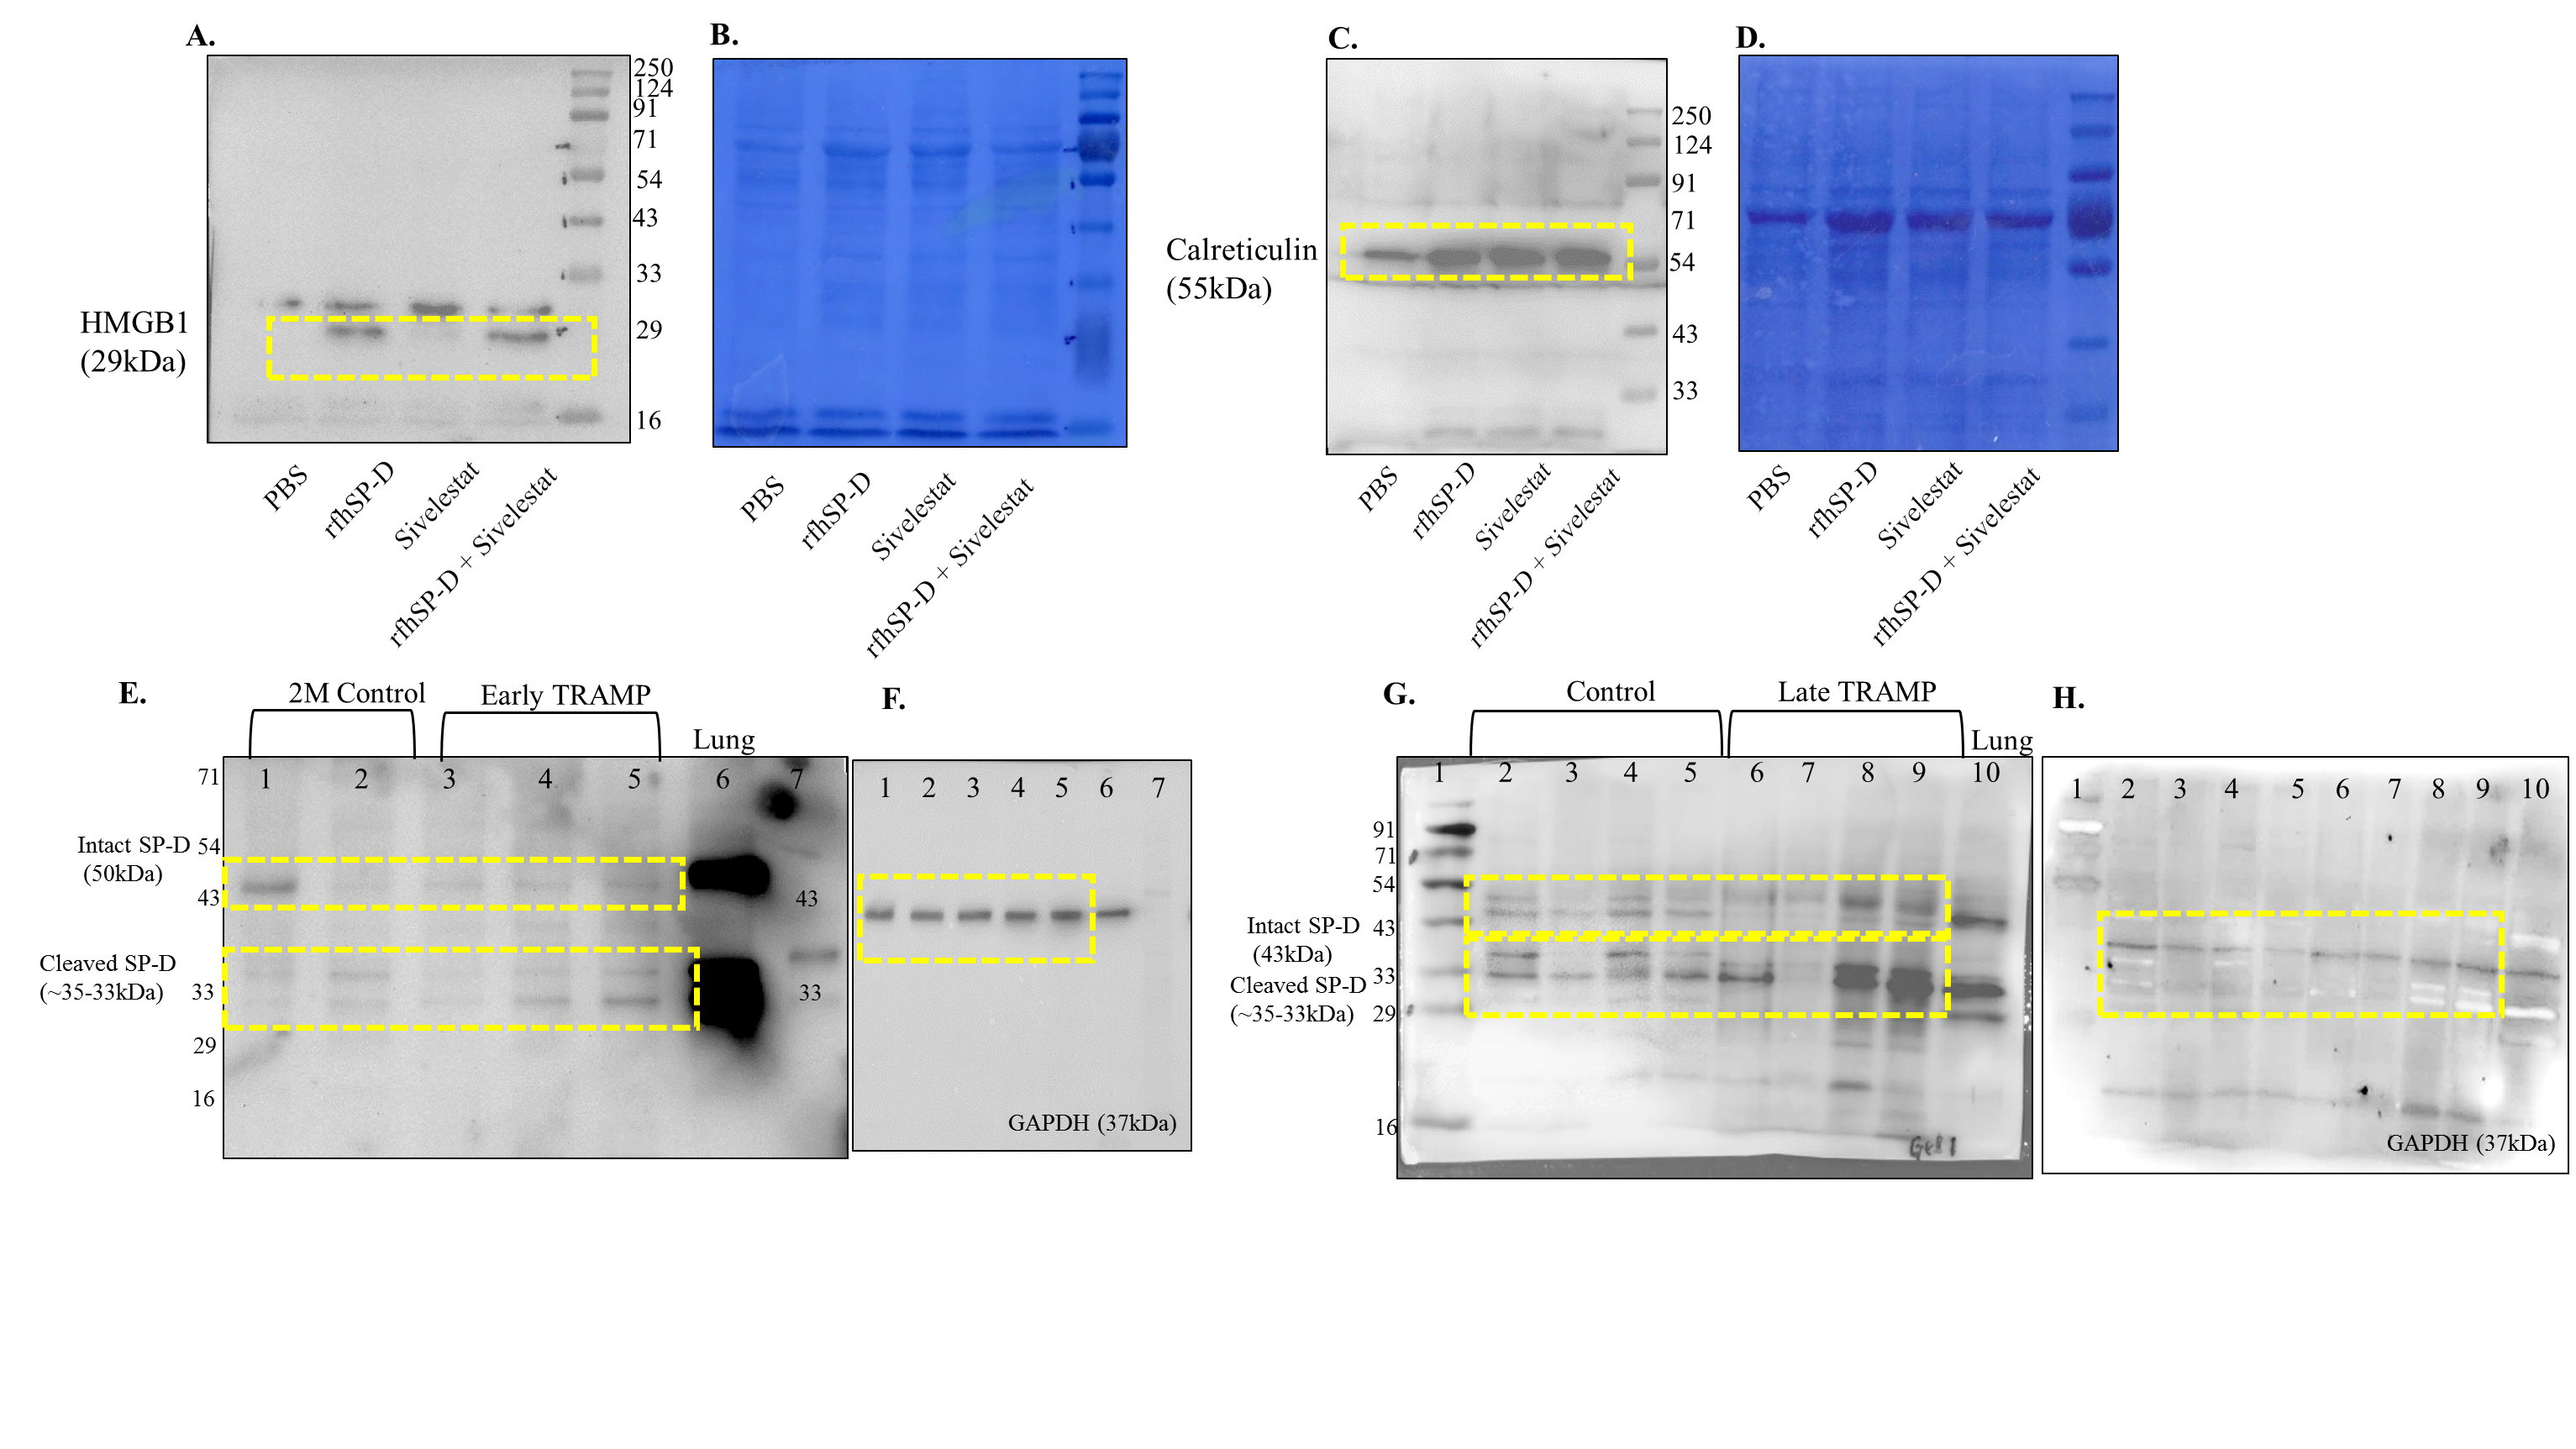 A.
250
124
91
71
54
43
33
29
16
HMGB1
(29kDa)
PBS
rfhSP-D
Sivelestat
rfhSP-D + Sivelestat
B.
PBS
rfhSP-D
Sivelestat
rfhSP-D + Sivelestat
C.
250
124
91
71
54
43
33
Calreticulin
(55kDa)
PBS
rfhSP-D
Sivelestat
rfhSP-D + Sivelestat
D.
PBS
rfhSP-D
Sivelestat
rfhSP-D + Sivelestat
E.
2M Control
Early TRAMP
Lung
1 2 3 4 5 6 7
71
54
43
33
29
16
Intact SP-D
(50kDa)
Cleaved SP-D
(~35-33kDa)
43
33
F.
1 2 3 4 5 6 7
GAPDH (37kDa)
G.
Control
Late TRAMP
Lung
1 2 3 4 5 6 7 8 9 10
91
71
54
43
33
29
16
Intact SP-D
(43kDa)
Cleaved SP-D
(~35-33kDa)
Gel 1
H.
1 2 3 4 5 6 7 8 9 10
GAPDH (37kDa)